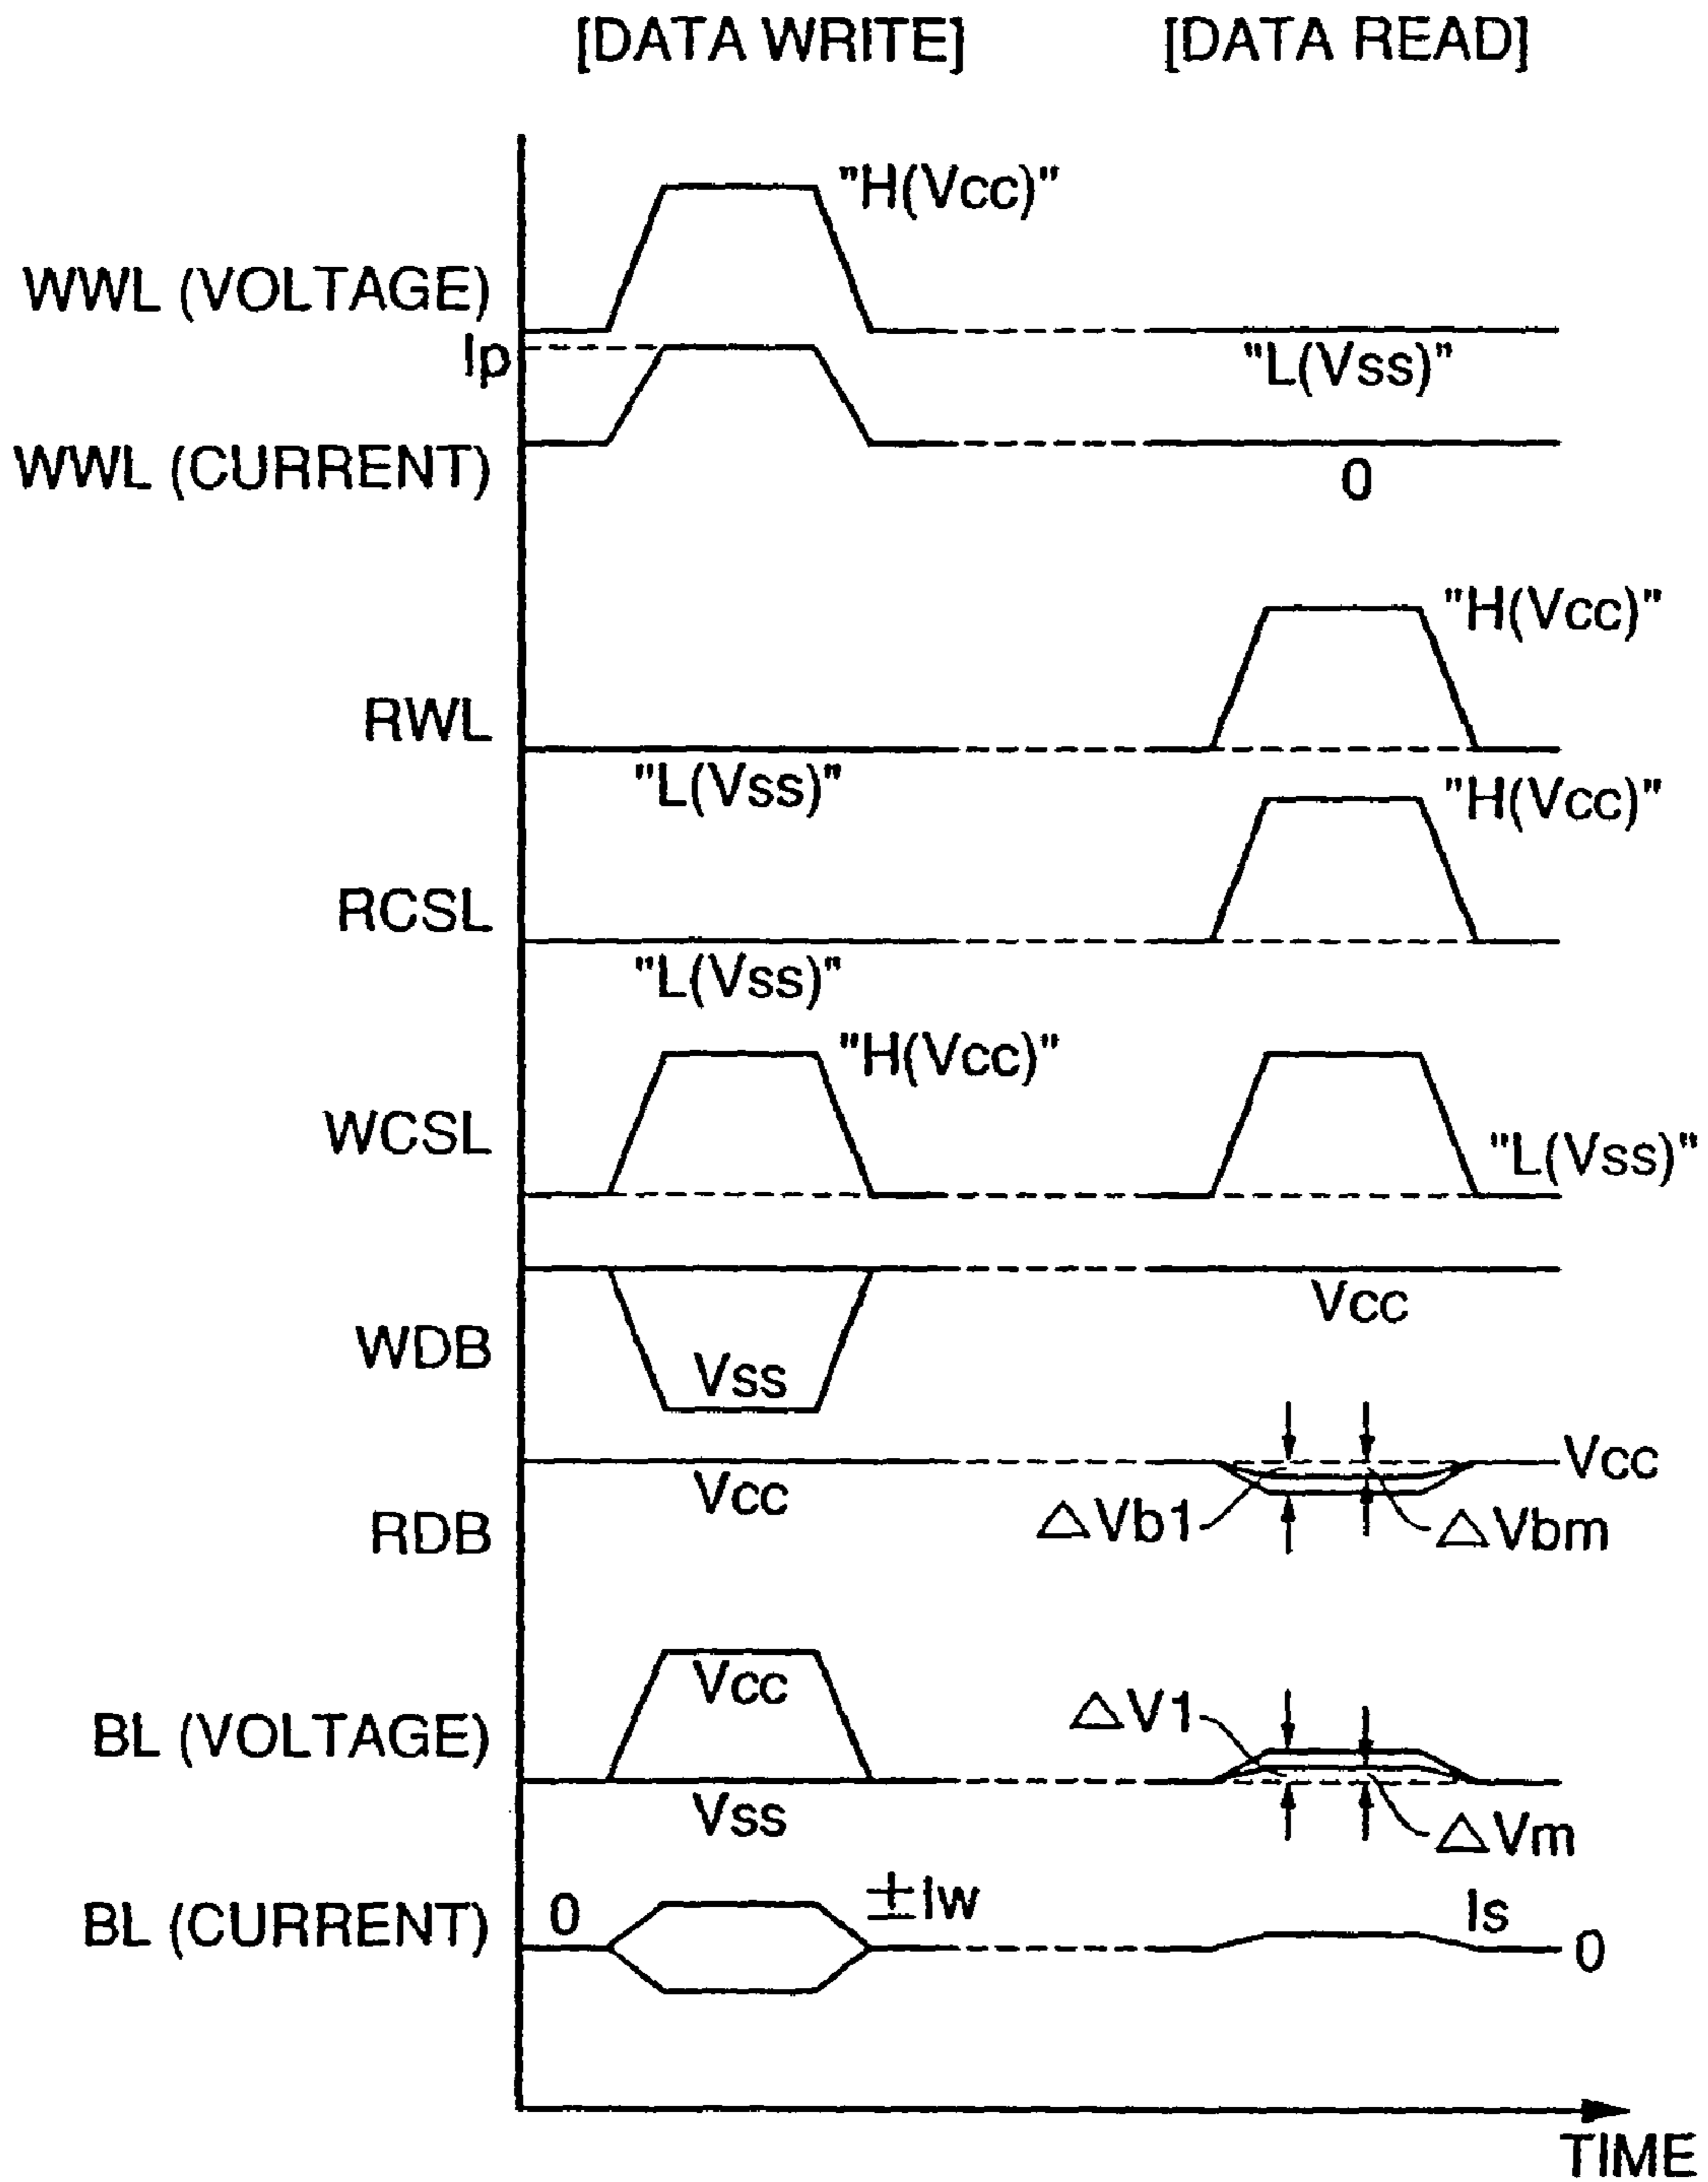 [DATA WRITE] [DATA READ]
"H(Vcc)"
WWL (VOLTAGE)
Ip
"L(Vss)"
WWL (CURRENT)
0
"H(Vcc)"
RWL
"L(Vss)"
"H(Vcc)"
RCSL
"L(Vss)"
"H(Vcc)"
WCSL
"L(Vss)"
Vcc
WDB
Vss
Vcc
Vcc
△Vb1
△Vbm
RDB
Vcc
△V1
BL (VOLTAGE)
Vss
△Vm
0
±Iw
Is
BL (CURRENT)
0
TIME